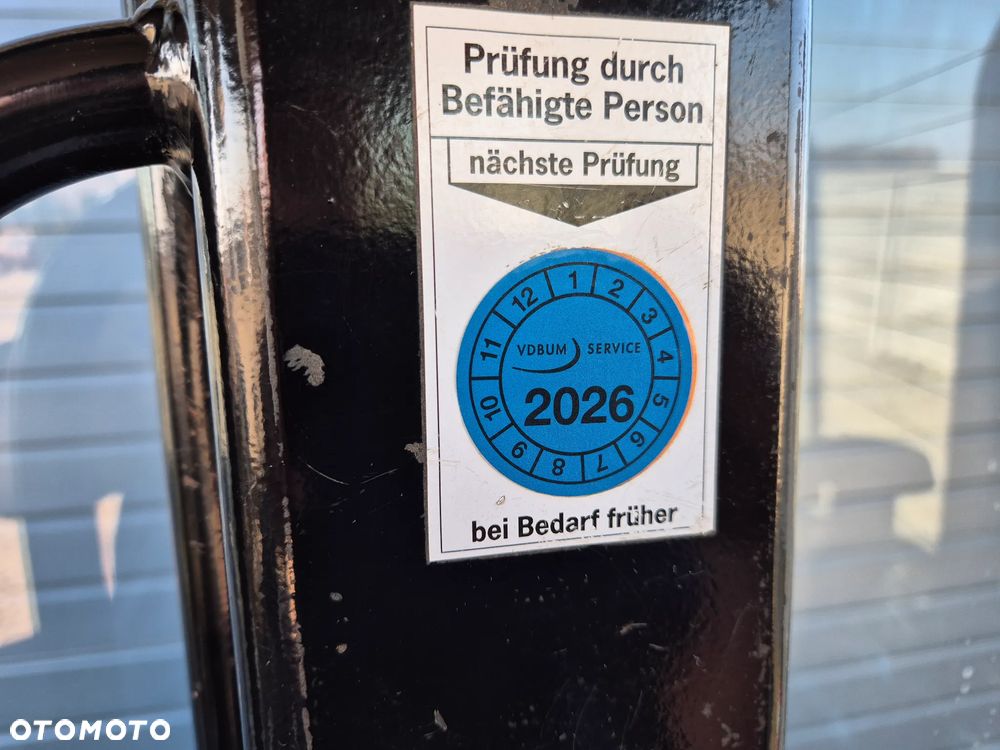 Prüfung durch
Befähigte Person
nächste Prüfung
1 2 3 4 5 6 7 8 9 10 11 12
VDBUM SERVICE
2026
bei Bedarf früher
OTOMOTO